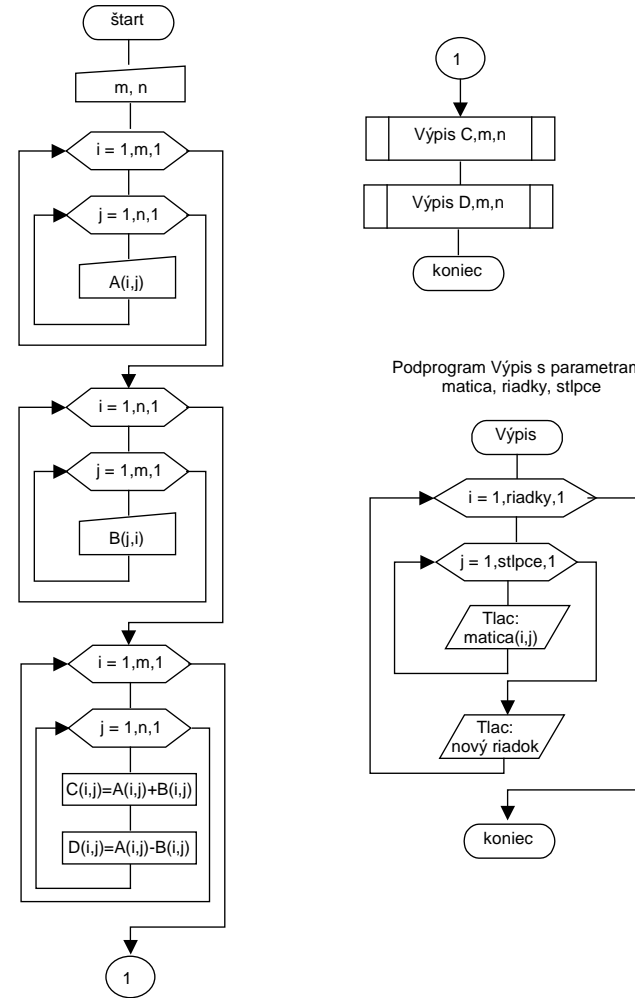 štart
m, n
i = 1,m,1
j = 1,n,1
A(i,j)
i = 1,n,1
j = 1,m,1
B(j,i)
i = 1,m,1
j = 1,n,1
C(i,j)=A(i,j)+B(i,j)
D(i,j)=A(i,j)-B(i,j)
1
1
Výpis C,m,n
Výpis D,m,n
koniec
Podprogram Výpis s parametram
matica, riadky, stlpce
Výpis
i = 1,riadky,1
j = 1,stlpce,1
Tlac:
matica(i,j)
Tlac:
nový riadok
koniec